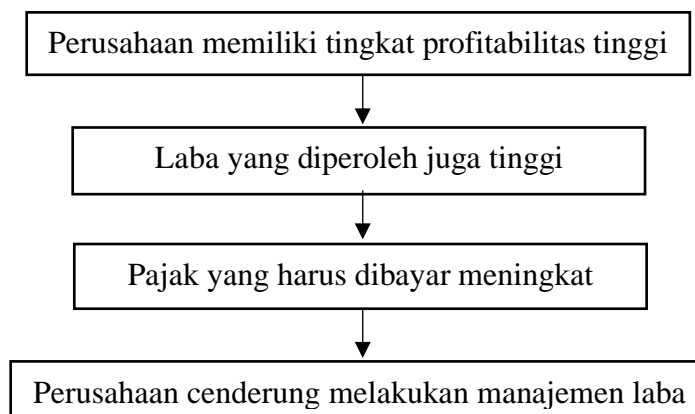 Perusahaan memiliki tingkat profitabilitas tinggi
Laba yang diperoleh juga tinggi
Pajak yang harus dibayar meningkat
Perusahaan cenderung melakukan manajemen laba